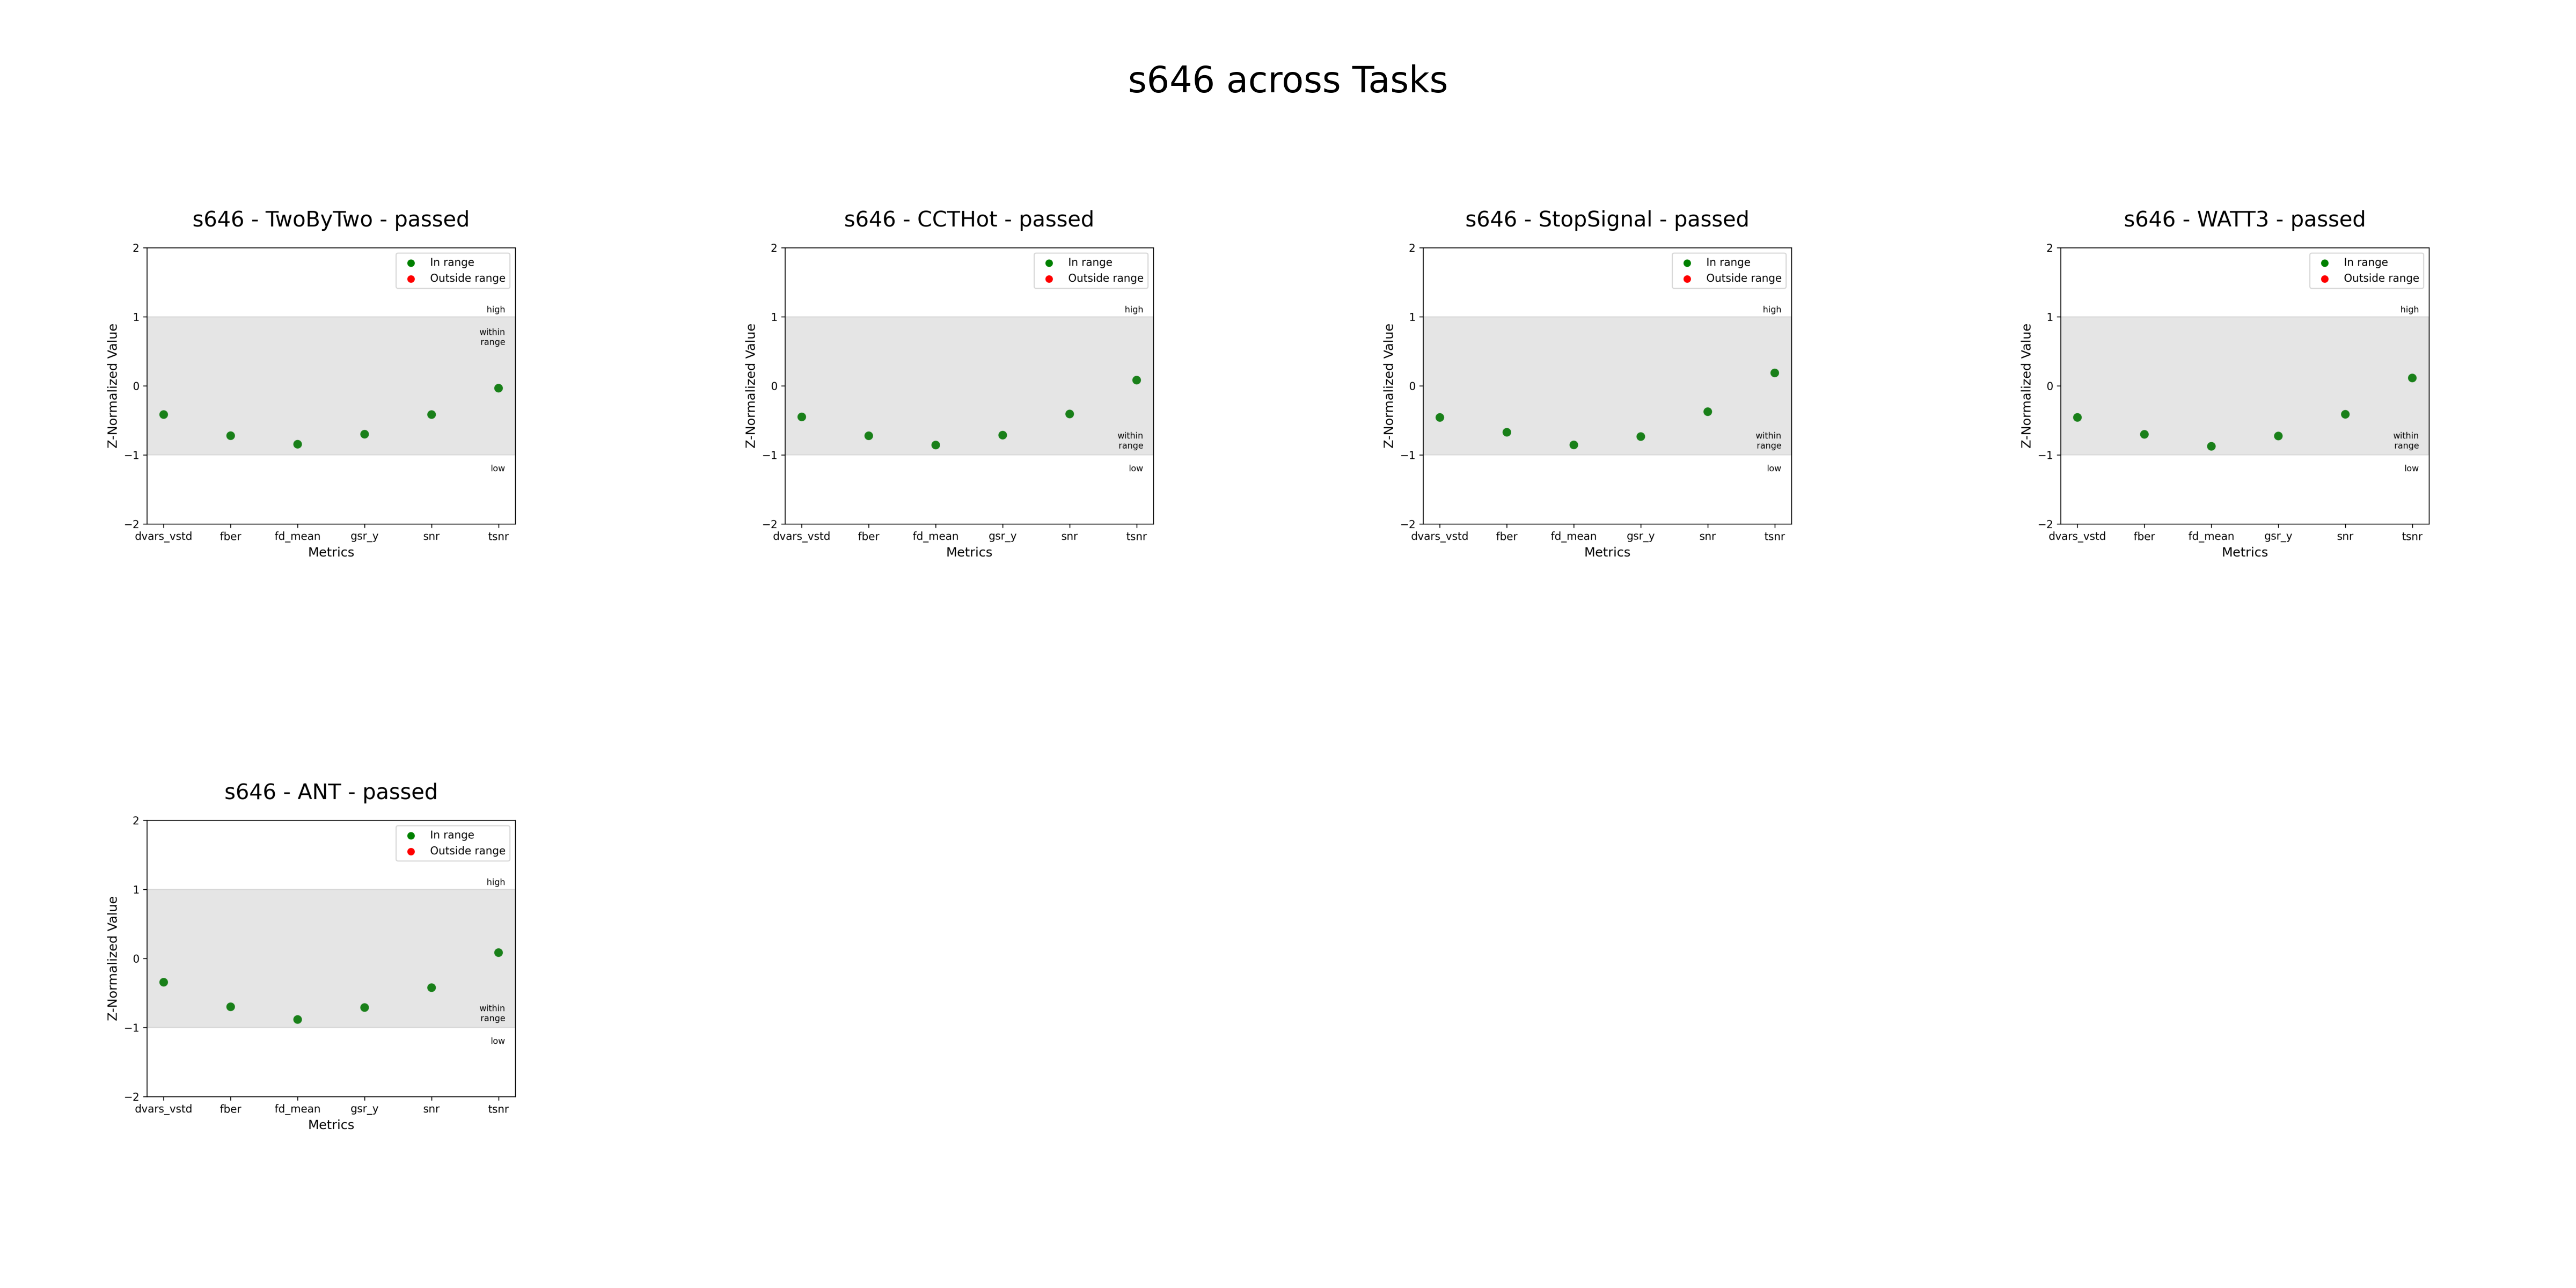 s646 across Tasks
s646 - TwoByTwo - passed
2
1
0
−1
−2
Z-Normalized Value
In range
Outside range
high
within
range
low
dvars_vstd fber fd_mean gsr_y snr tsnr
Metrics
s646 - CCTHot - passed
2
1
0
−1
−2
Z-Normalized Value
In range
Outside range
high
within
range
low
dvars_vstd fber fd_mean gsr_y snr tsnr
Metrics
s646 - StopSignal - passed
2
1
0
−1
−2
Z-Normalized Value
In range
Outside range
high
within
range
low
dvars_vstd fber fd_mean gsr_y snr tsnr
Metrics
s646 - WATT3 - passed
2
1
0
−1
−2
Z-Normalized Value
In range
Outside range
high
within
range
low
dvars_vstd fber fd_mean gsr_y snr tsnr
Metrics
s646 - ANT - passed
2
1
0
−1
−2
Z-Normalized Value
In range
Outside range
high
within
range
low
dvars_vstd fber fd_mean gsr_y snr tsnr
Metrics